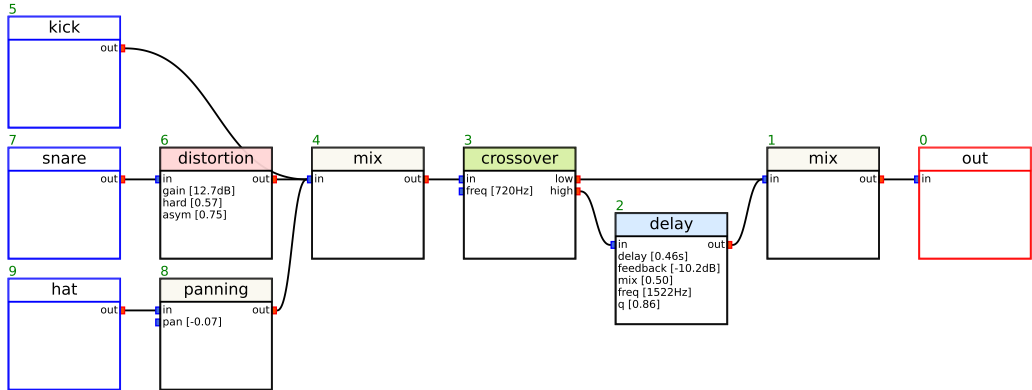 5
kick
out
7
snare
out
6
distortion
in out
gain [12.7dB]
hard [0.57]
asym [0.75]
4
mix
in out
3
crossover
in low
freq [720Hz] high
2
delay
in out
delay [0.46s]
feedback [-10.2dB]
mix [0.50]
freq [1522Hz]
q [0.86]
1
mix
in out
0
out
in
9
hat
out
8
panning
in out
pan [-0.07]